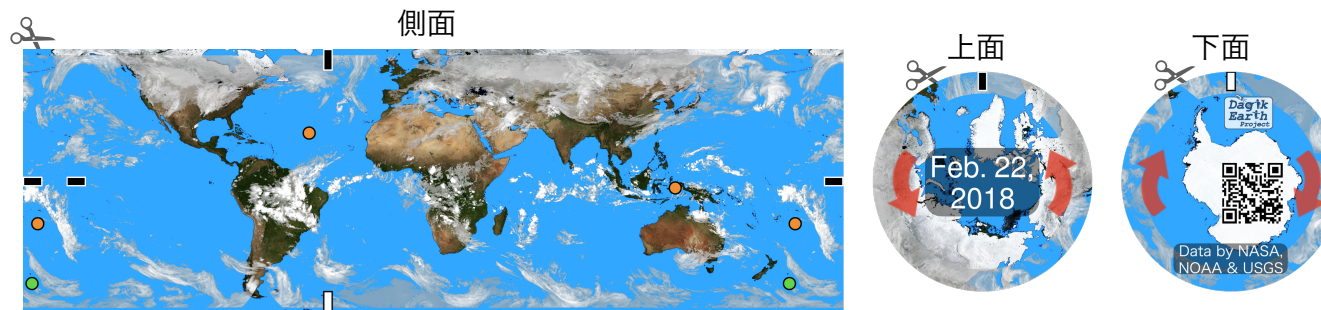 側面
上面
下面
Feb. 22,
2018
Dagik
Earth
Project
Data by NASA,
NOAA & USGS